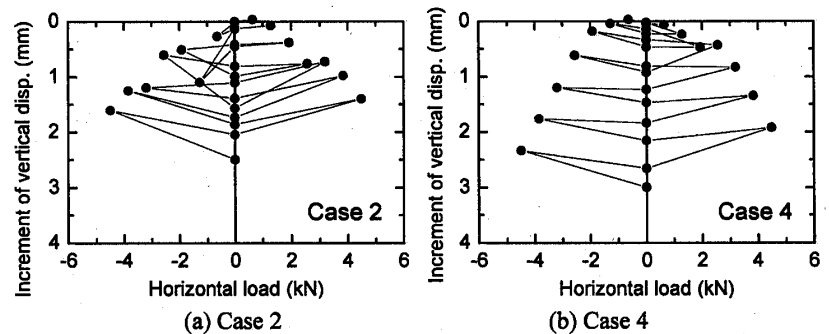 Increment of vertical disp. (mm)
0
1
2
3
4
Case 2
-6 -4 -2 0 2 4 6
Horizontal load (kN)
(a) Case 2
Increment of vertical disp. (mm)
0
1
2
3
4
Case 4
-6 -4 -2 0 2 4 6
Horizontal load (kN)
(b) Case 4